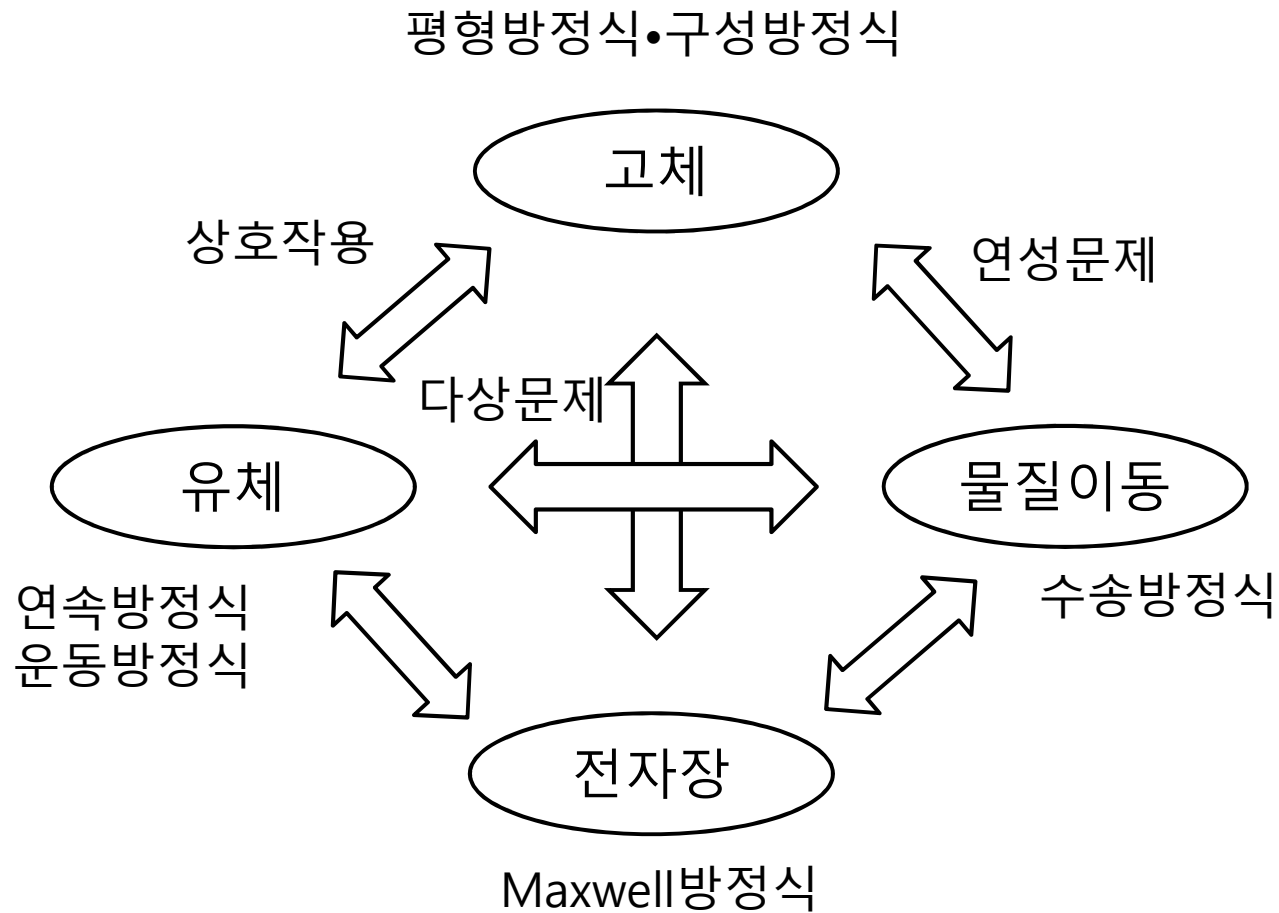 평형방정식•구성방정식
고체
상호작용
연성문제
다상문제
유체
물질이동
연속방정식
운동방정식
수송방정식
전자장
Maxwell방정식